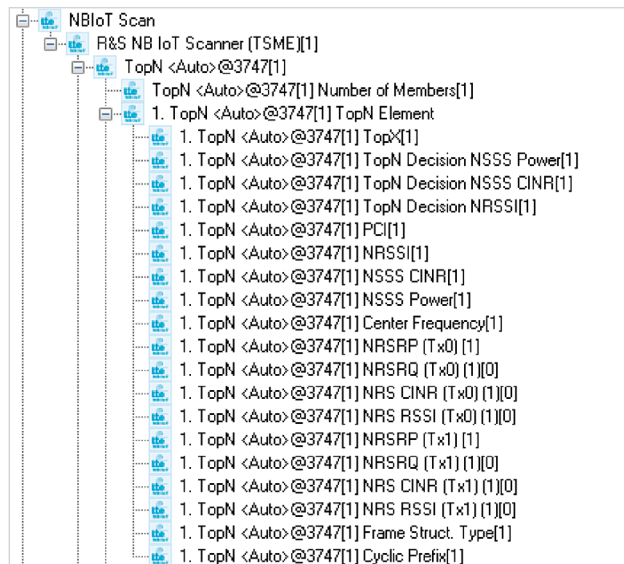 NBIoT Scan
R&S NB IoT Scanner (TSME)[1]
TopN <Auto>@3747[1]
TopN <Auto>@3747[1] Number of Members[1]
1. TopN <Auto>@3747[1] TopN Element
1. TopN <Auto>@3747[1] TopX[1]
1. TopN <Auto>@3747[1] TopN Decision NSSS Power[1]
1. TopN <Auto>@3747[1] TopN Decision NSSS CINR[1]
1. TopN <Auto>@3747[1] TopN Decision NRSSI[1]
1. TopN <Auto>@3747[1] PCI[1]
1. TopN <Auto>@3747[1] NRSSI[1]
1. TopN <Auto>@3747[1] NSSS CINR[1]
1. TopN <Auto>@3747[1] NSSS Power[1]
1. TopN <Auto>@3747[1] Center Frequency[1]
1. TopN <Auto>@3747[1] NRSRP (Tx0) [1]
1. TopN <Auto>@3747[1] NRSRQ (Tx0) (1)[0]
1. TopN <Auto>@3747[1] NRS CINR (Tx0) (1)[0]
1. TopN <Auto>@3747[1] NRS RSSI (Tx0) (1)[0]
1. TopN <Auto>@3747[1] NRSRP (Tx1) [1]
1. TopN <Auto>@3747[1] NRSRQ (Tx1) (1)[0]
1. TopN <Auto>@3747[1] NRS CINR (Tx1) (1)[0]
1. TopN <Auto>@3747[1] NRS RSSI (Tx1) (1)[0]
1. TopN <Auto>@3747[1] Frame Struct. Type[1]
1. TopN <Auto>@3747[1] Cyclic Prefix[1]